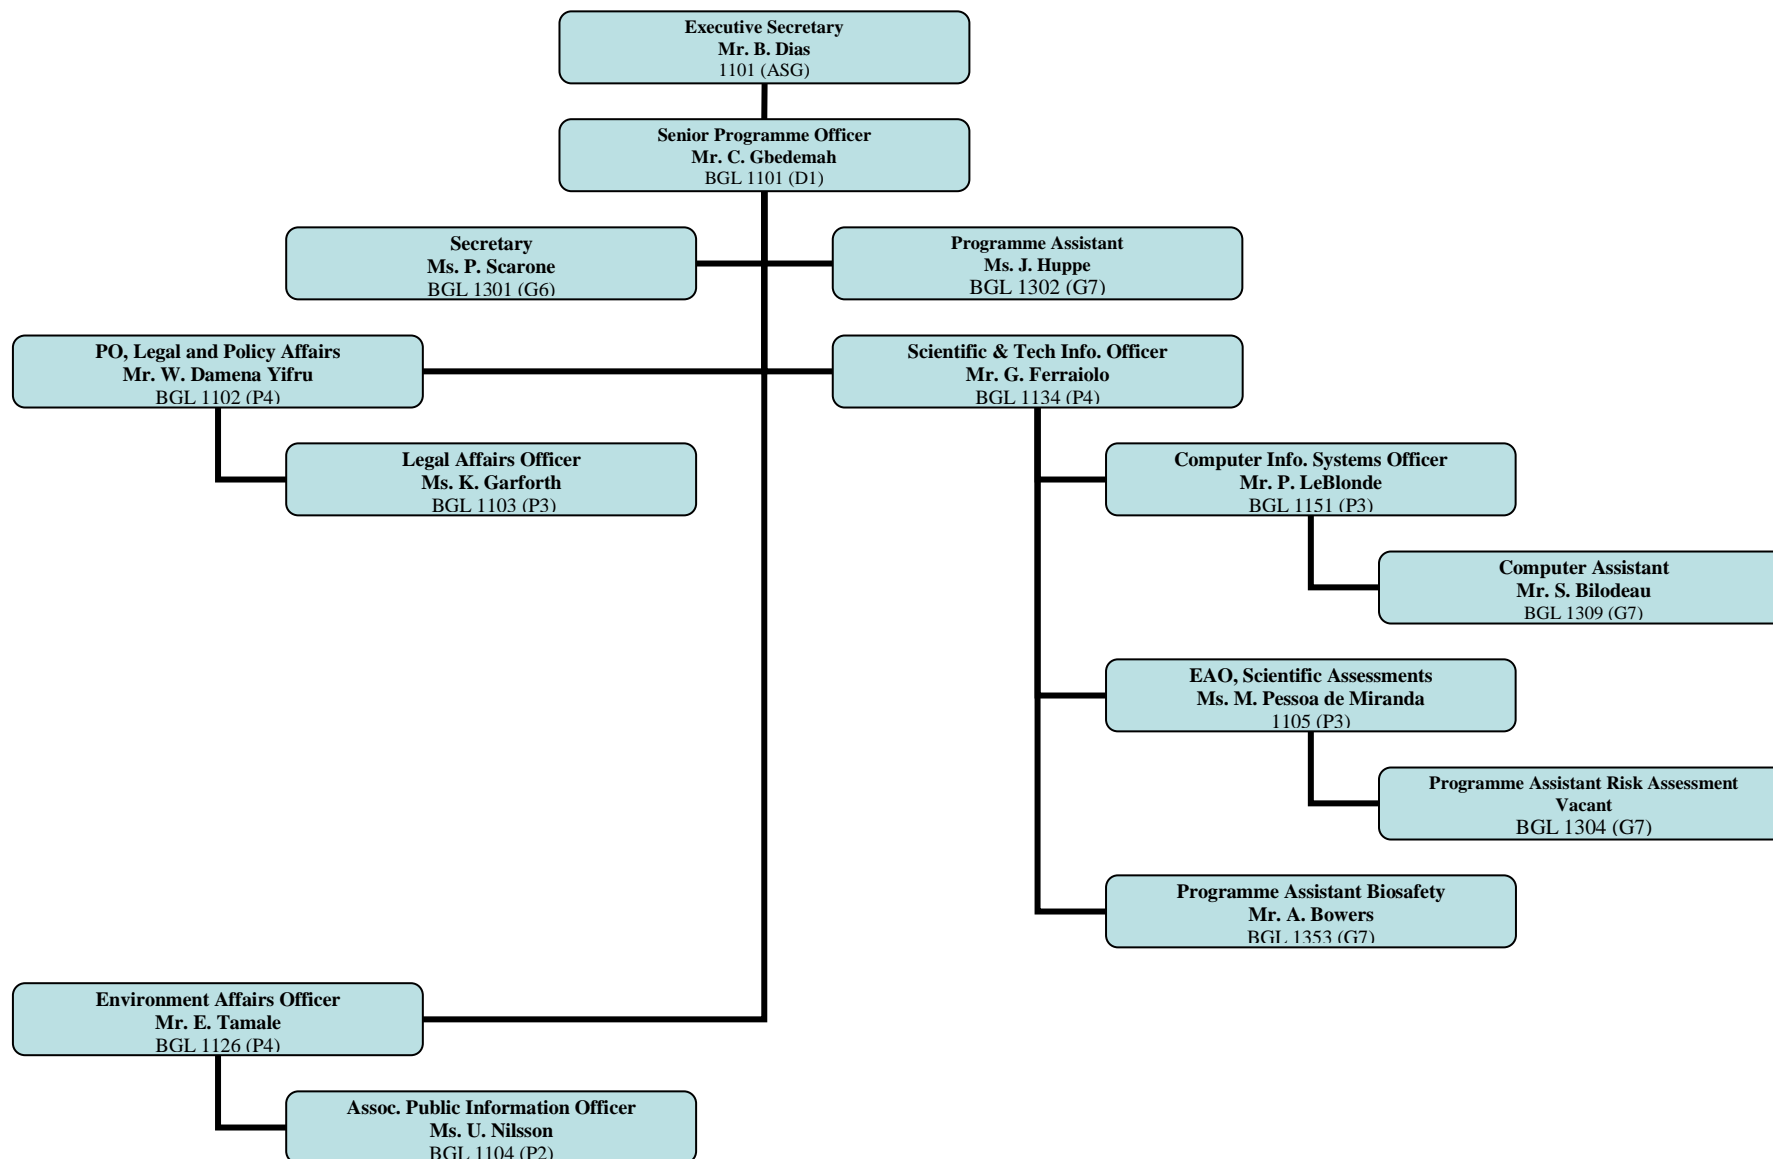 Executive Secretary
Mr. B. Dias
1101 (ASG)
Senior Programme Officer
Mr. C. Gbedemah
BGL 1101 (D1)
Secretary
Ms. P. Scarone
BGL 1301 (G6)
Programme Assistant
Ms. J. Huppe
BGL 1302 (G7)
PO, Legal and Policy Affairs
Mr. W. Damena Yifru
BGL 1102 (P4)
Scientific & Tech Info. Officer
Mr. G. Ferraiolo
BGL 1134 (P4)
Legal Affairs Officer
Ms. K. Garforth
BGL 1103 (P3)
Computer Info. Systems Officer
Mr. P. LeBlonde
BGL 1151 (P3)
Computer Assistant
Mr. S. Bilodeau
BGL 1309 (G7)
EAO, Scientific Assessments
Ms. M. Pessoa de Miranda
1105 (P3)
Programme Assistant Risk Assessment
Vacant
BGL 1304 (G7)
Programme Assistant Biosafety
Mr. A. Bowers
BGL 1353 (G7)
Environment Affairs Officer
Mr. E. Tamale
BGL 1126 (P4)
Assoc. Public Information Officer
Ms. U. Nilsson
BGL 1104 (P2)